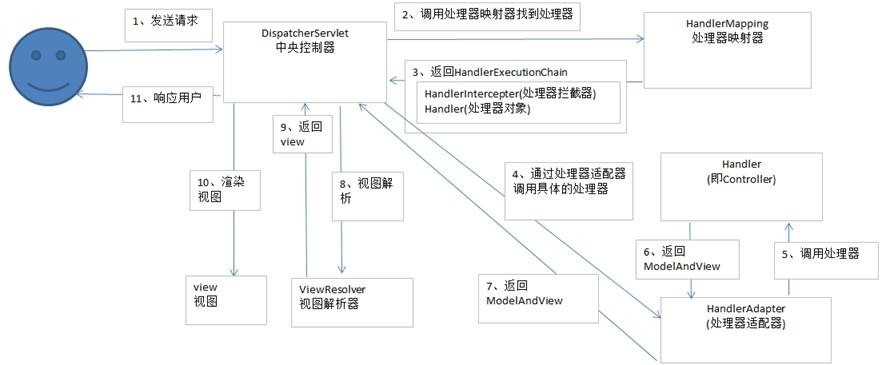 1、发送请求
DispatcherServlet
中央控制器
2、调用处理器映射器找到处理器
HandlerMapping
处理器映射器
3、返回HandlerExecutionChain
HandlerIntercepter(处理器拦截器)
Handler(处理器对象)
11、响应用户
9、返回
view
10、渲染
视图
8、视图解
析
4、通过处理器适配器
调用具体的处理器
Handler
(即Controller)
6、返回
ModelAndView
5、调用处理器
7、返回
ModelAndView
view
视图
ViewResolver
视图解析器
HandlerAdapter
(处理器适配器)